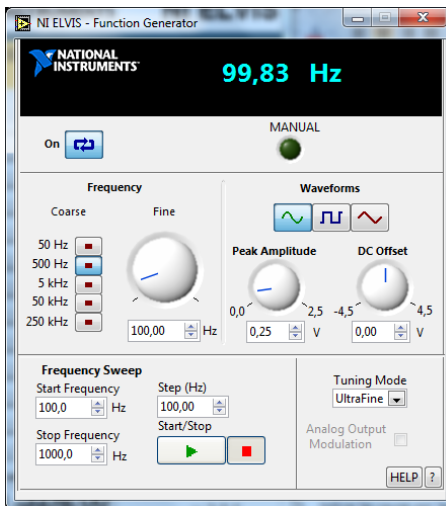 NI ELVIS - Function Generator
NATIONAL
INSTRUMENTS
99,83 Hz
MANUAL
On
Frequency
Coarse Fine
50 Hz
500 Hz
5 kHz
50 kHz
250 kHz
100,00 Hz
Waveforms
Peak Amplitude DC Offset
0,0 2,5 -4,5 4,5
0,25 V 0,00 V
Frequency Sweep
Start Frequency Step (Hz)
100,0 Hz 100,00
Stop Frequency Start/Stop
1000,0 Hz
Tuning Mode
UltraFine
Analog Output
Modulation
HELP ?